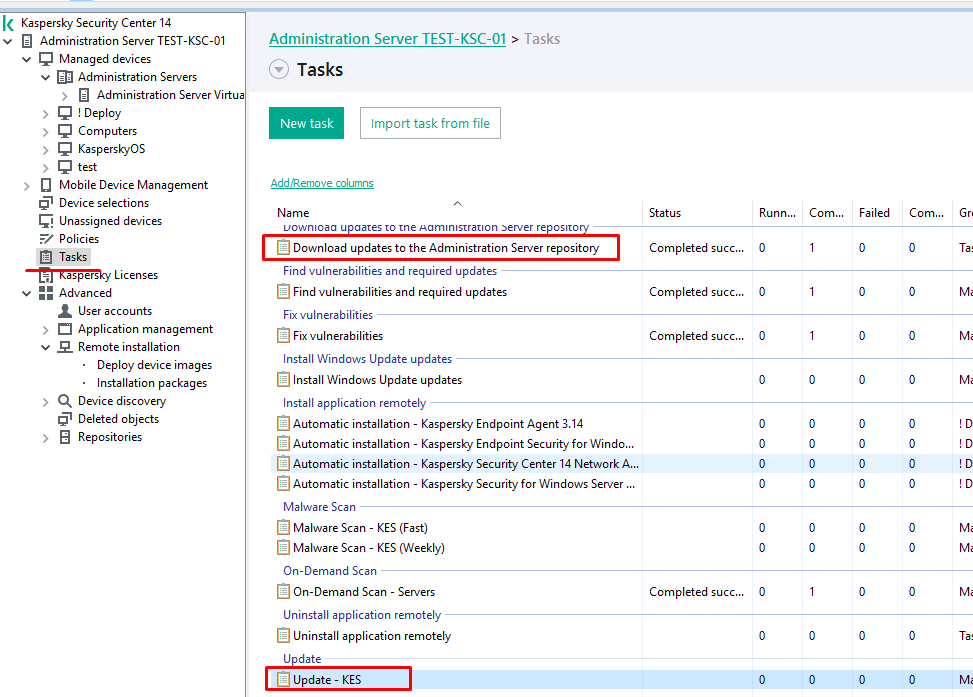 Kaspersky Security Center 14
Administration Server TEST-KSC-01
Managed devices
Administration Servers
Administration Server Virtua
! Deploy
Computers
KasperskyOS
test
Mobile Device Management
Device selections
Unassigned devices
Policies
Tasks
Kaspersky Licenses
Advanced
User accounts
Application management
Remote installation
Deploy device images
Installation packages
Device discovery
Deleted objects
Repositories
Administration Server TEST-KSC-01 > Tasks
Tasks
New task Import task from file
Add/Remove columns
Name Status Runn... Com... Failed Com... Gr
Download updates to the Administration Server repository
Download updates to the Administration Server repository Completed succ... 0 1 0 0 Tas
Find vulnerabilities and required updates
Find vulnerabilities and required updates Completed succ... 0 1 0 0 Ma
Fix vulnerabilities
Fix vulnerabilities Completed succ... 0 1 0 0 Ma
Install Windows Update updates
Install Windows Update updates 0 0 0 0 Ma
Install application remotely
Automatic installation - Kaspersky Endpoint Agent 3.14 0 0 0 0 ! D
Automatic installation - Kaspersky Endpoint Security for Windo... 0 0 0 0 ! D
Automatic installation - Kaspersky Security Center 14 Network A... 0 0 0 0 ! D
Automatic installation - Kaspersky Security for Windows Server ... 0 0 0 0 ! D
Malware Scan
Malware Scan - KES (Fast) 0 0 0 0 Ma
Malware Scan - KES (Weekly) 0 0 0 0 Ma
On-Demand Scan
On-Demand Scan - Servers Completed succ... 0 1 0 0 Ma
Uninstall application remotely
Uninstall application remotely 0 0 0 0 Tas
Update
Update - KES 0 0 0 0 Ma